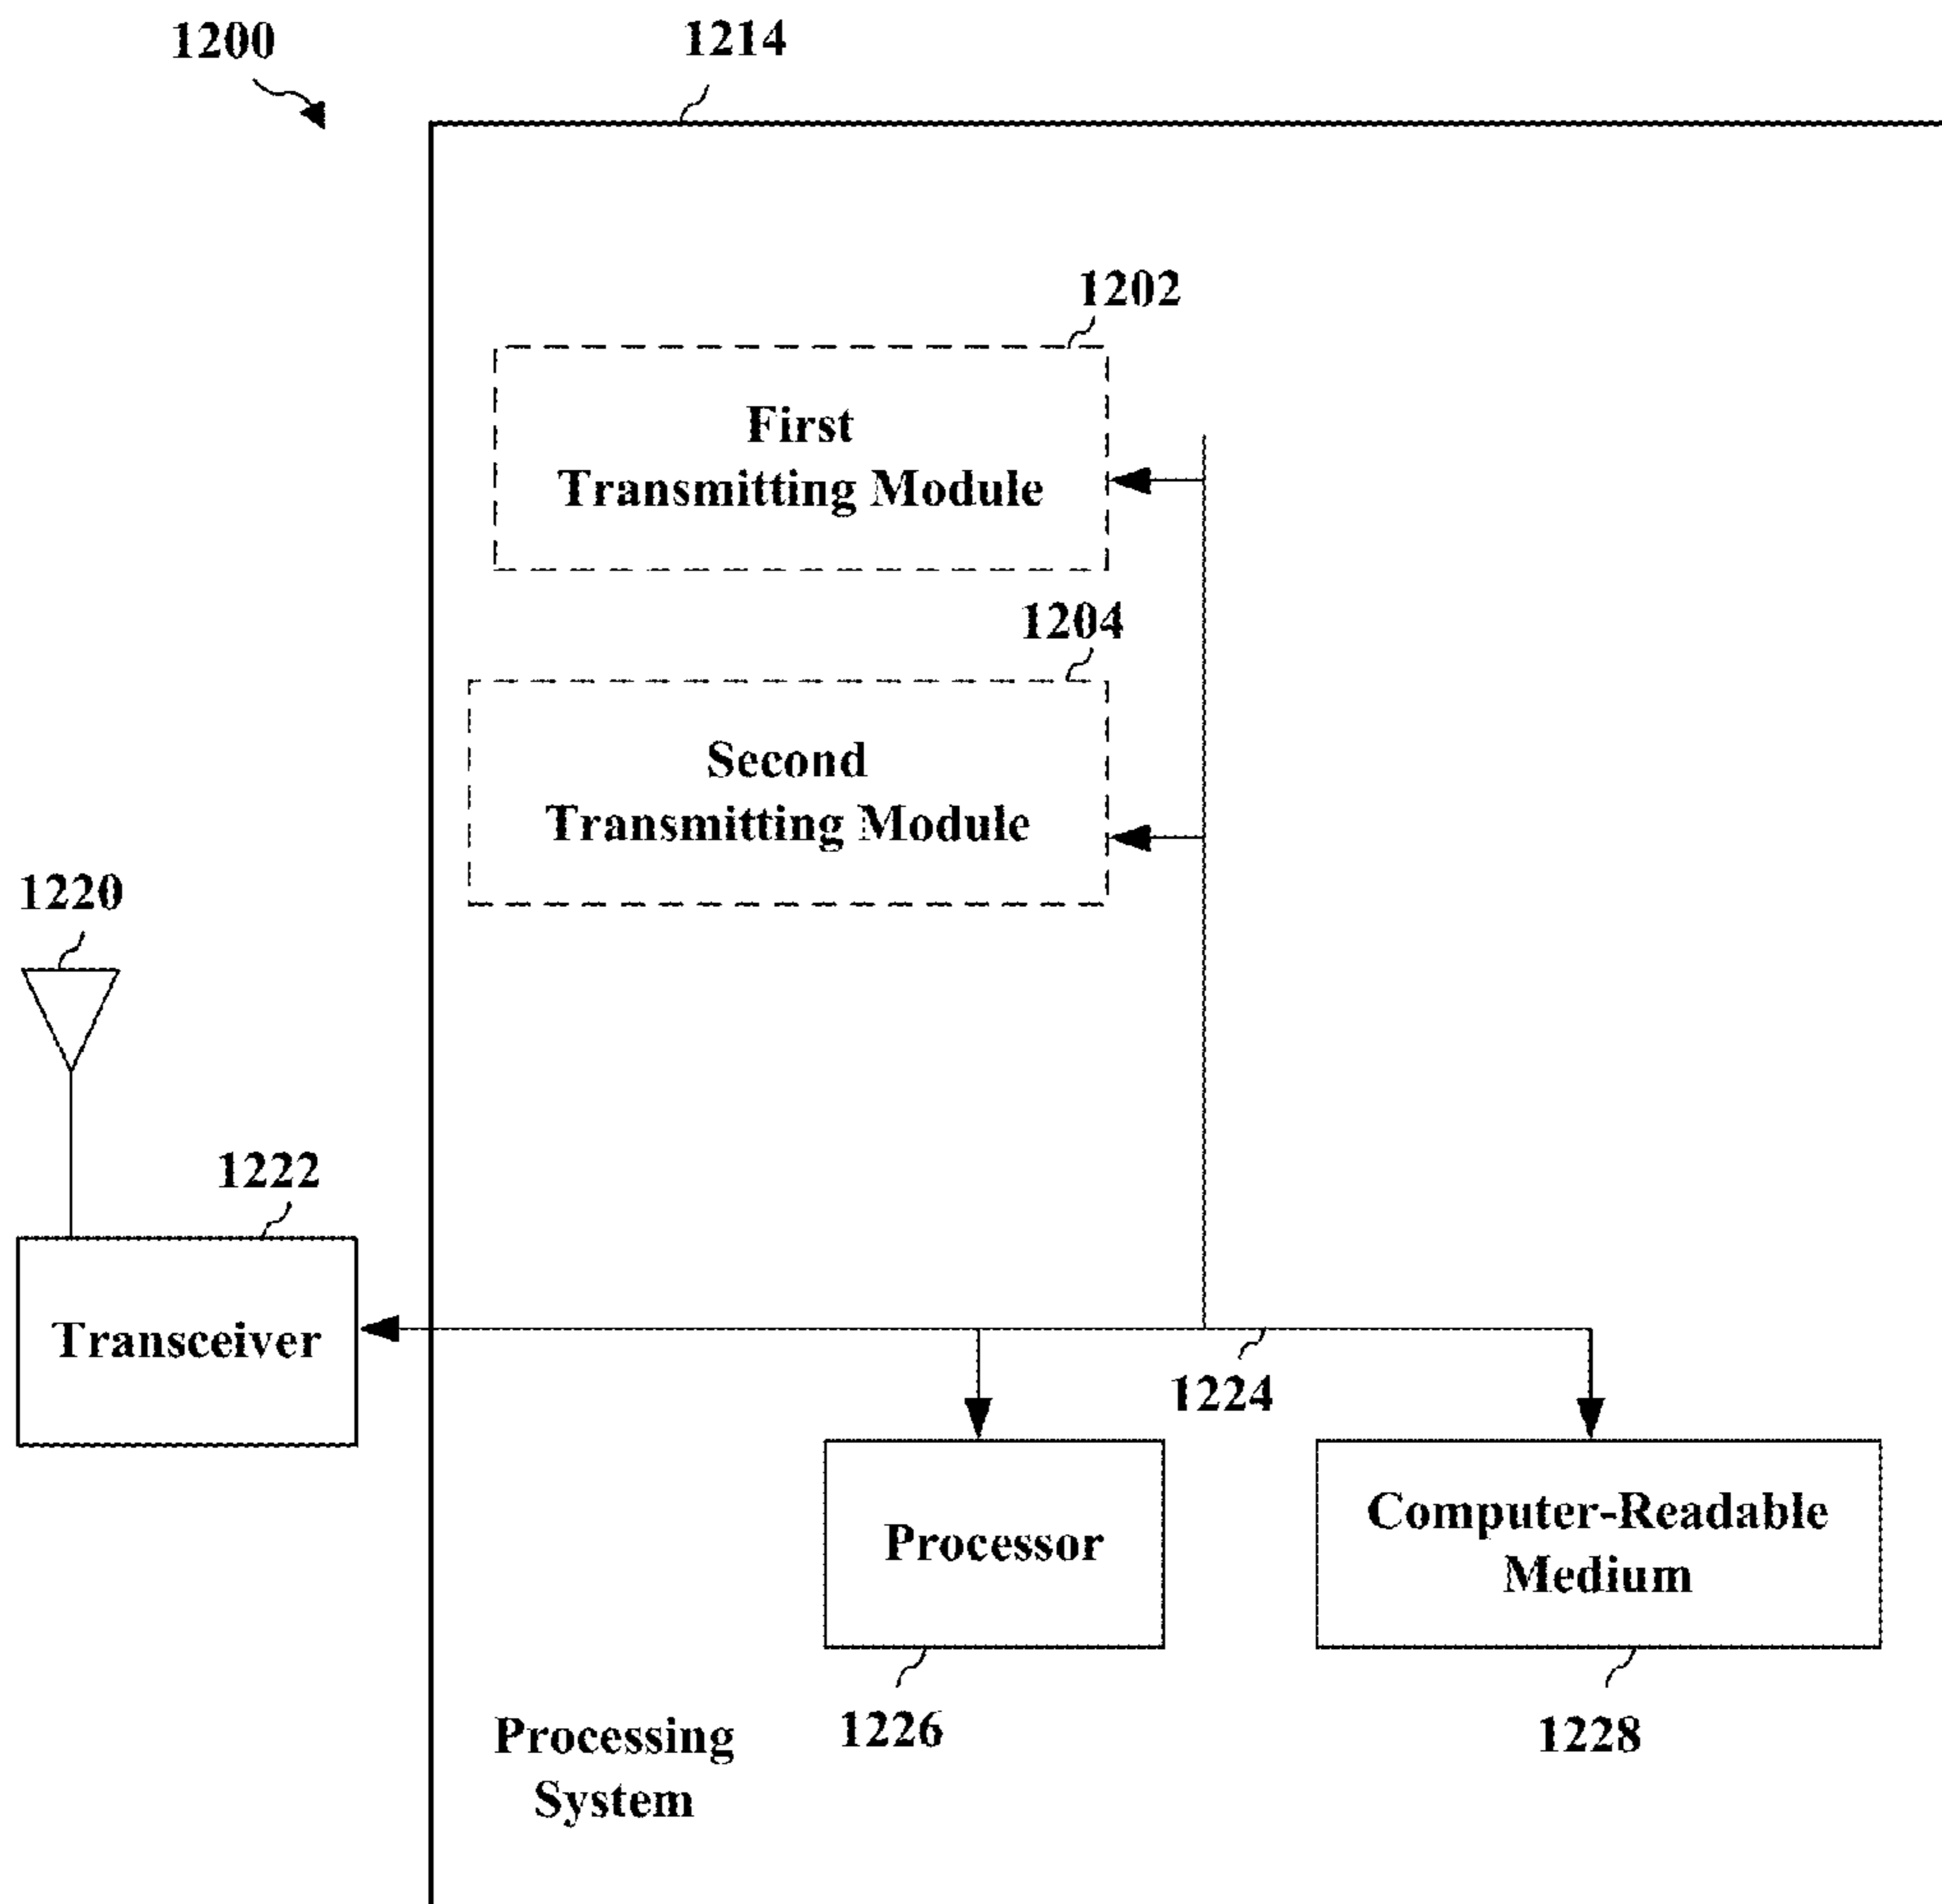 1200
1214
1202
First
Transmitting Module
1204
Second
Transmitting Module
1220
1222
Transceiver
1224
Processor
Computer-Readable
Medium
1226
1228
Processing
System